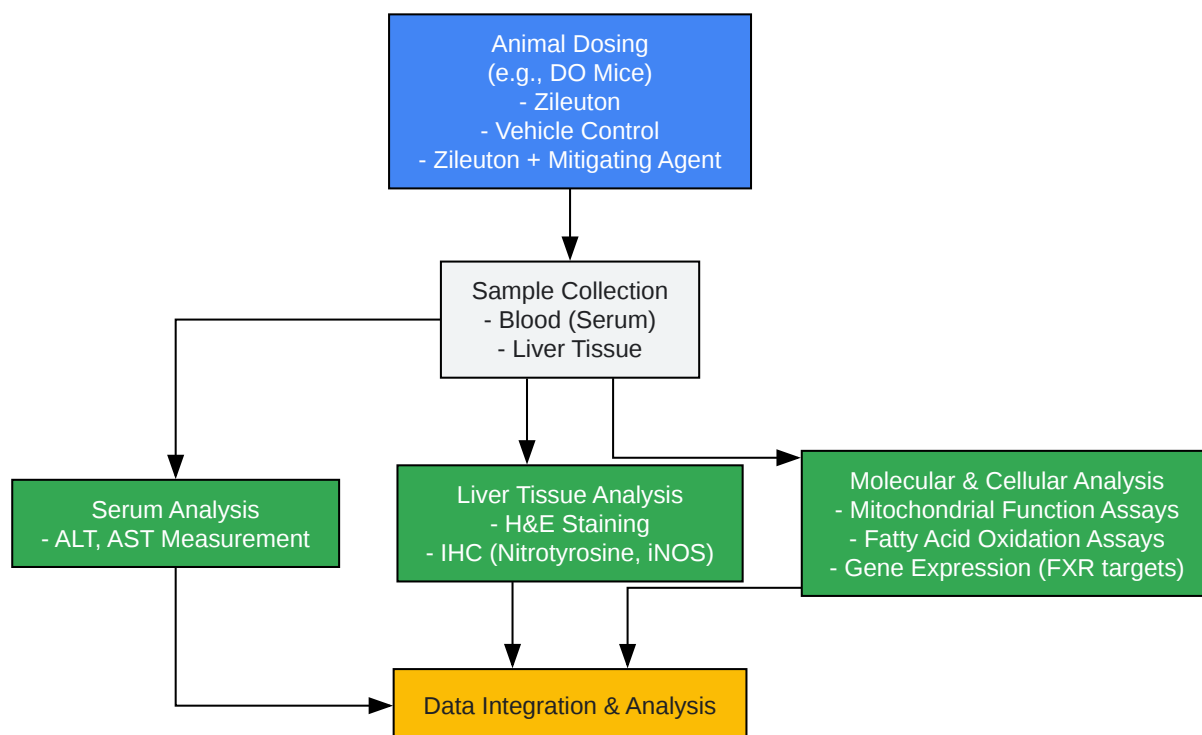 Animal Dosing
(e.g., DO Mice)
- Zileuton
- Vehicle Control
- Zileuton + Mitigating Agent
Sample Collection
- Blood (Serum)
- Liver Tissue
Serum Analysis
- ALT, AST Measurement
Liver Tissue Analysis
- H&E Staining
- IHC (Nitrotyrosine, iNOS)
Molecular & Cellular Analysis
- Mitochondrial Function Assays
- Fatty Acid Oxidation Assays
- Gene Expression (FXR targets)
Data Integration & Analysis